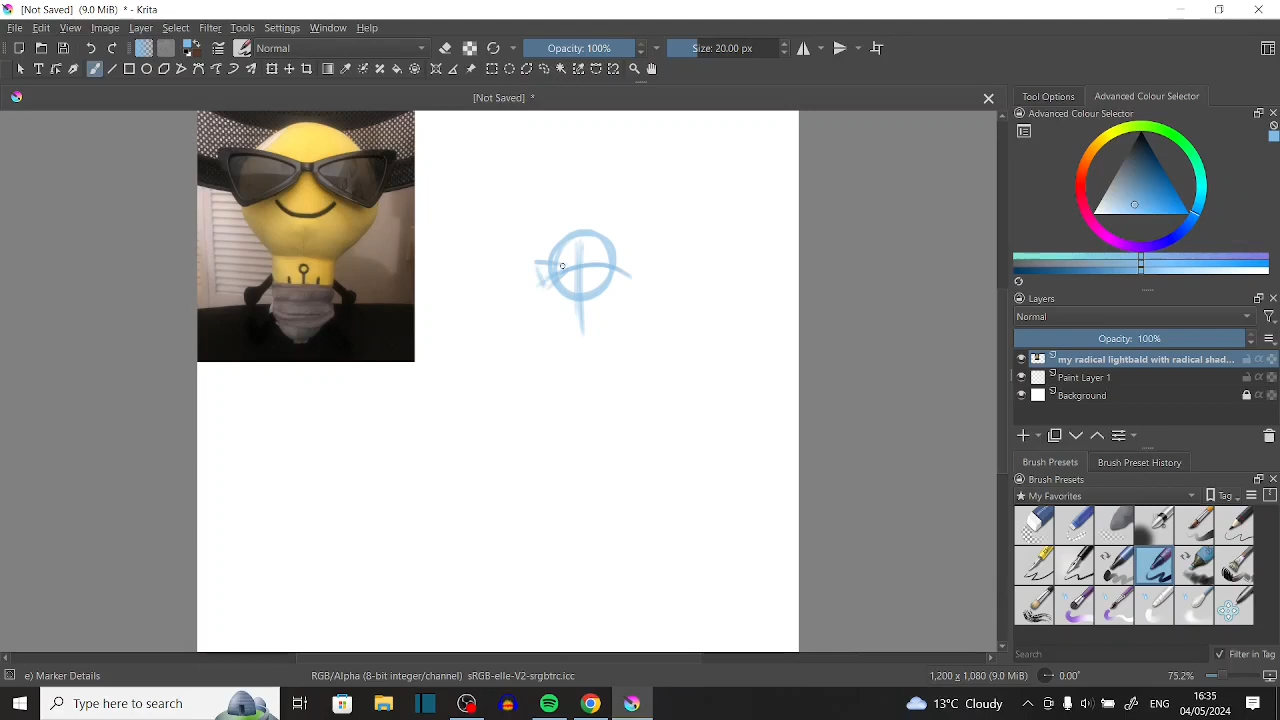 [Not Saved] (9.0 MiB) * - Krita
File Edit View Image Layer Select Filter Tools Settings Window Help
Normal
Opacity: 100%
Size: 20.00 px
[Not Saved] *
Tool Options
Advanced Colour Selector
Advanced Colour Selector
Layers
Normal
Opacity: 100%
my radical lightbald with radical shad...
Paint Layer 1
Background
Brush Presets
Brush Preset History
Brush Presets
My Favorites
Tag
Search
Filter in Tag
e) Marker Details
RGB/Alpha (8-bit integer/channel) sRGB-elle-V2-srgbtrc.icc
1,200 x 1,080 (9.0 MiB)
0.00°
75.2%
Type here to search
13°C Cloudy
ENG
16:35
04/05/2024